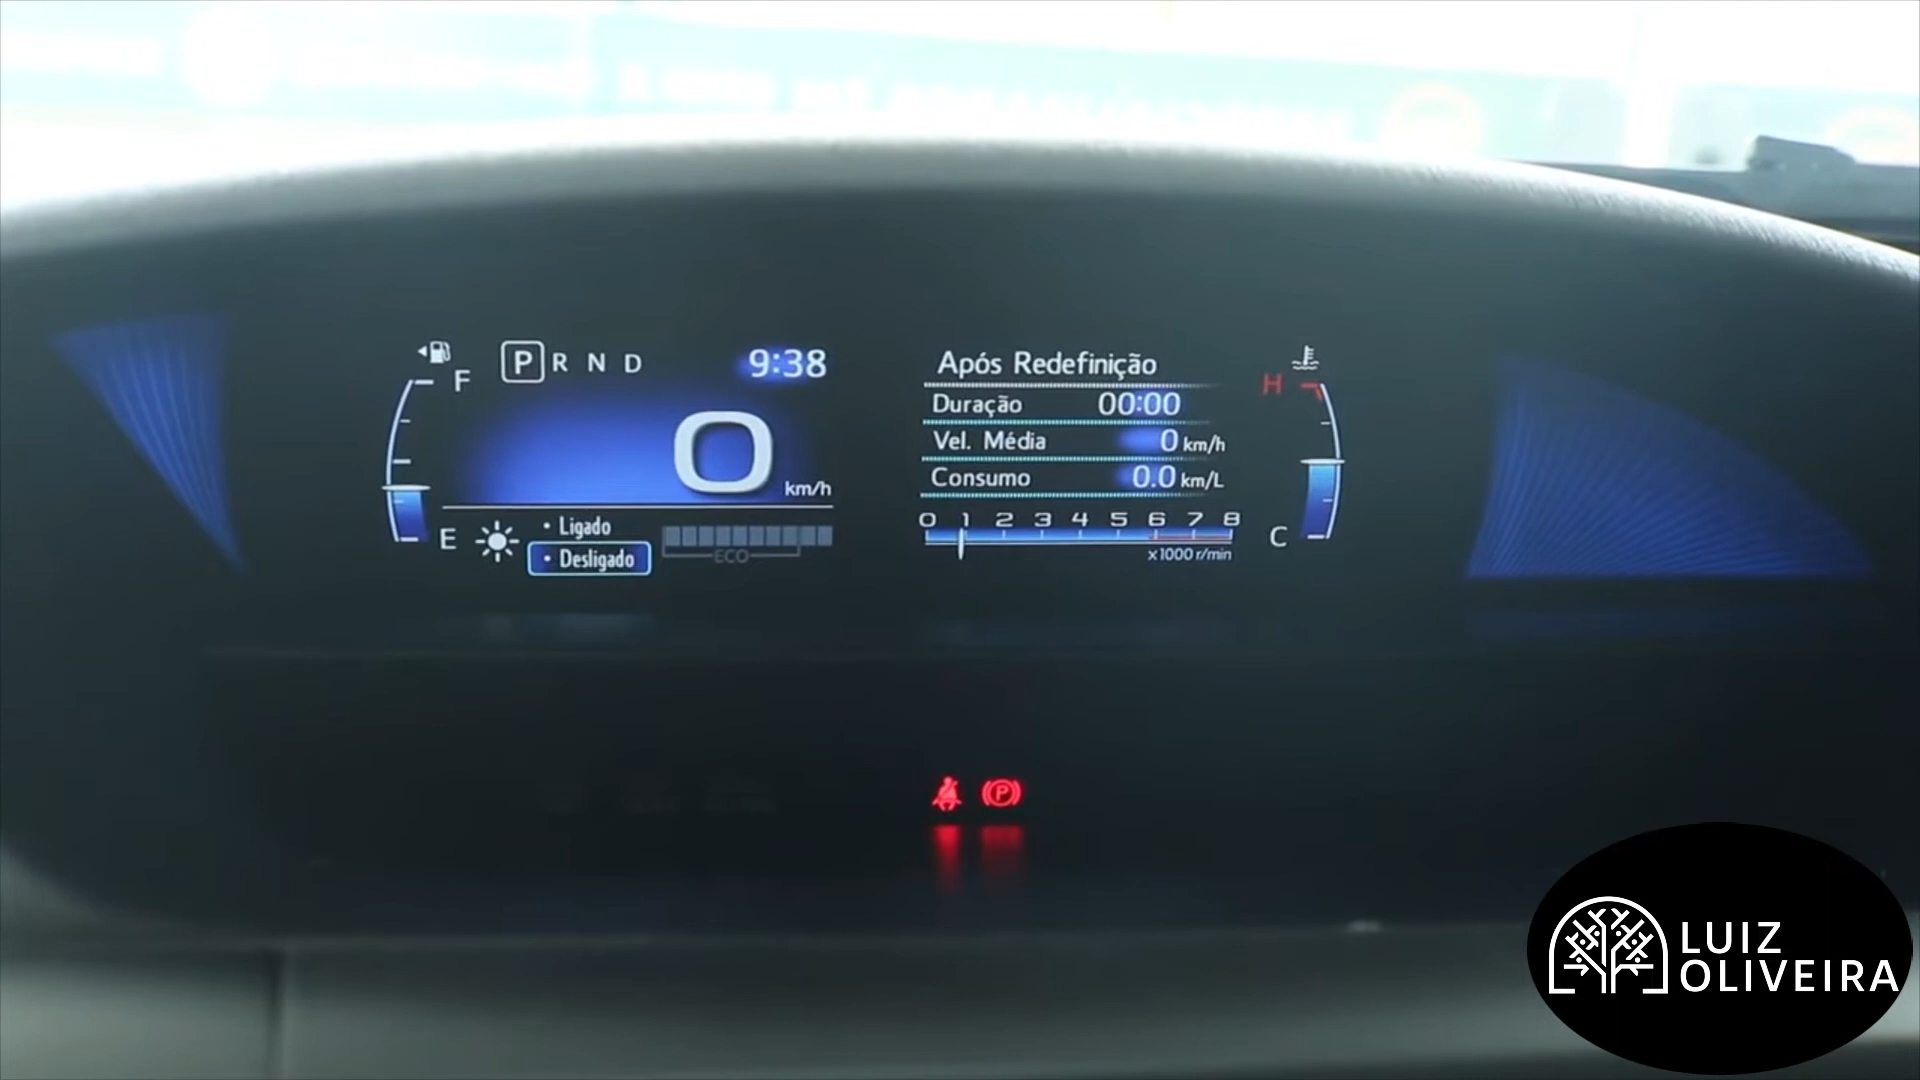 P R N D 9:38
F
0 km/h
E
• Ligado
• Desligado
ECO
Após Redefinição
Duração 00:00
Vel. Média 0 km/h
Consumo 0.0 km/L
0 1 2 3 4 5 6 7 8
x1000 r/min
H
C
P
LUIZ
OLIVEIRA